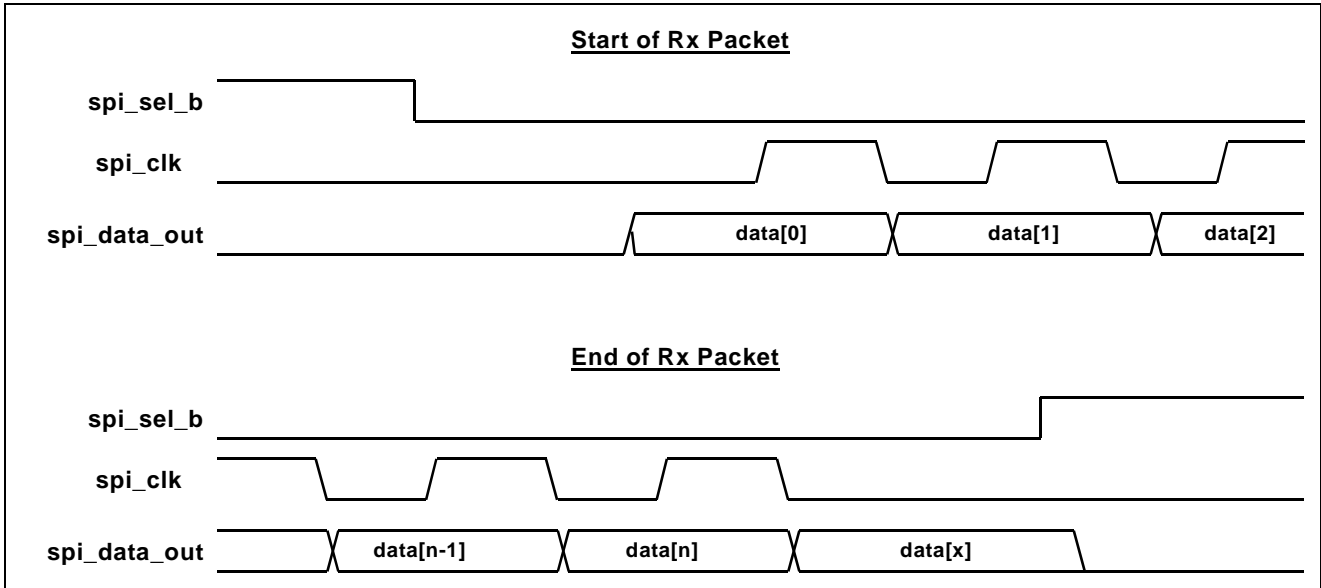 Start of Rx Packet
spi_sel_b
spi_clk
spi_data_out
data[0] data[1] data[2]
End of Rx Packet
spi_sel_b
spi_clk
spi_data_out
data[n-1] data[n] data[x]